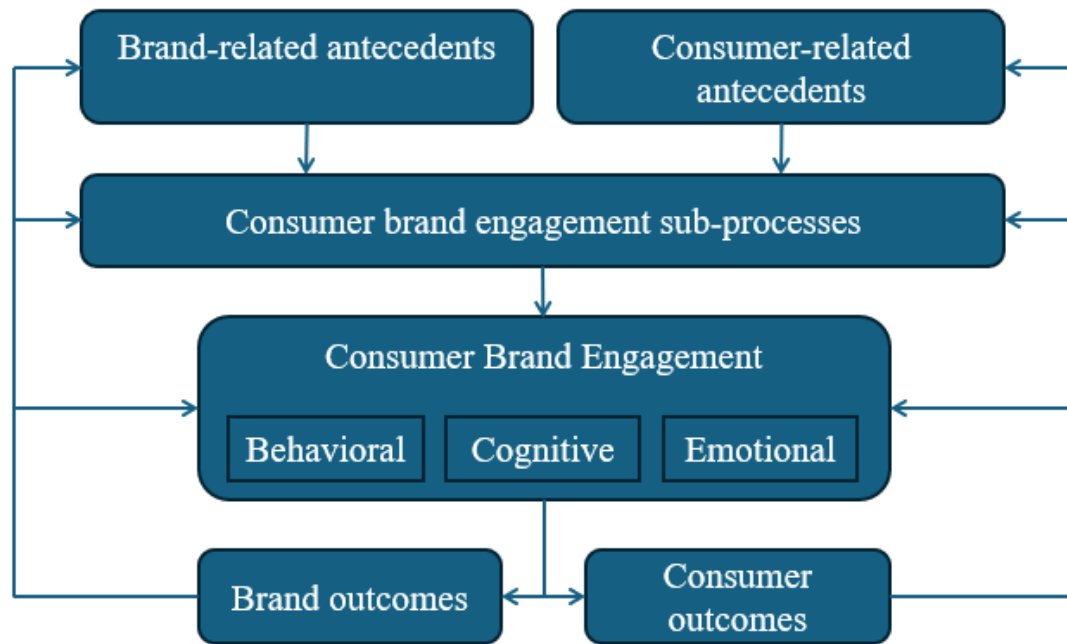 Brand-related antecedents
Consumer-related
antecedents
Consumer brand engagement sub-processes
Consumer Brand Engagement
Behavioral
Cognitive
Emotional
Brand outcomes
Consumer
outcomes